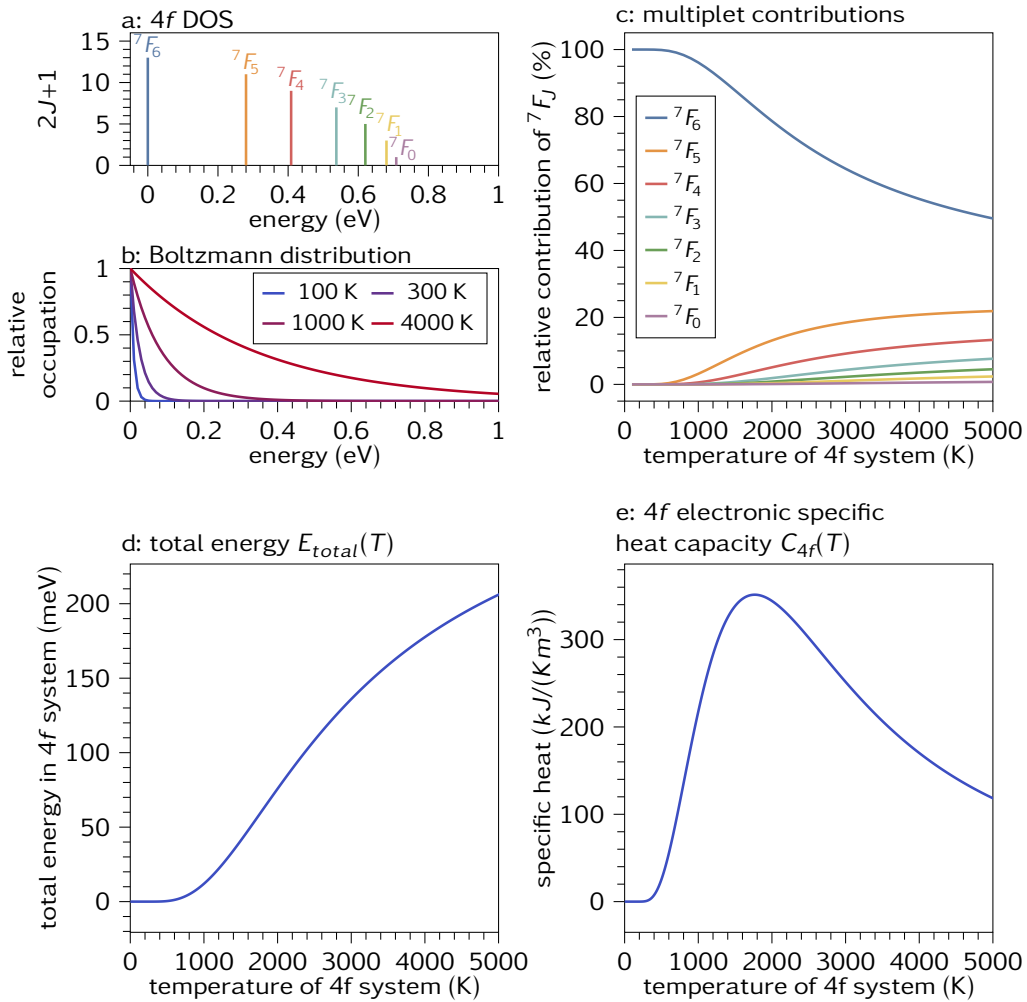 a: 4f DOS
2J+1
15
10
5
0
⁷F₆
⁷F₅
⁷F₄
⁷F₃
⁷F₂
⁷F₁
⁷F₀
0 0.2 0.4 0.6 0.8 1
energy (eV)
b: Boltzmann distribution
relative
occupation
1
0.5
0
100 K 300 K
1000 K 4000 K
0 0.2 0.4 0.6 0.8 1
energy (eV)
c: multiplet contributions
relative contribution of ⁷F_J (%)
100
80
60
40
20
0
⁷F₆
⁷F₅
⁷F₄
⁷F₃
⁷F₂
⁷F₁
⁷F₀
0 1000 2000 3000 4000 5000
temperature of 4f system (K)
d: total energy E_total(T)
total energy in 4f system (meV)
200
150
100
50
0
0 1000 2000 3000 4000 5000
temperature of 4f system (K)
e: 4f electronic specific
heat capacity C_4f(T)
specific heat (kJ/(Km³))
300
200
100
0
0 1000 2000 3000 4000 5000
temperature of 4f system (K)